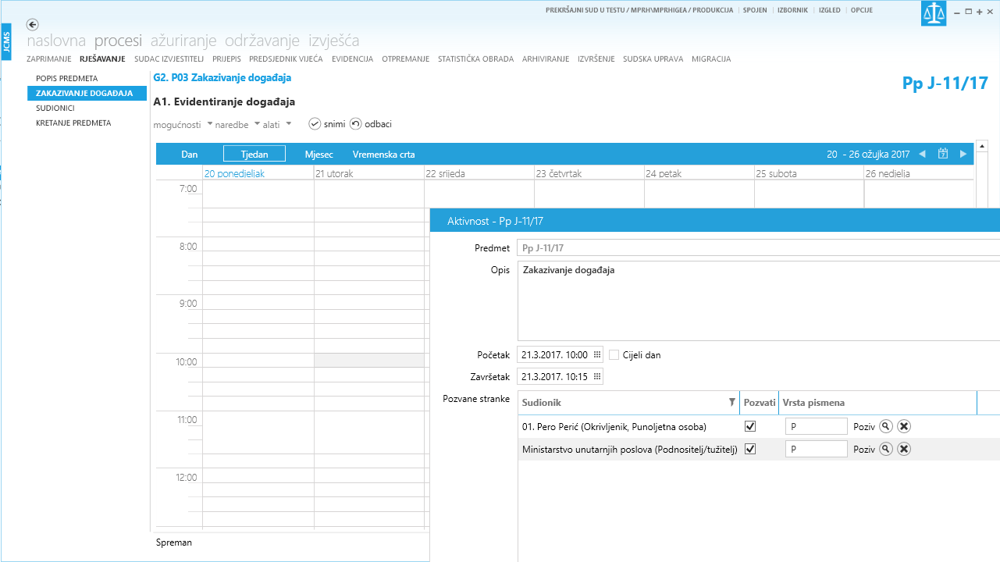 PREKRŠAJNI SUD U TESTU / MPRH\MPRHIGEA / PRODUKCIJA | SPOJEN | IZBORNIK | IZGLED | OPCIJE
JCMS
naslovna procesi ažuriranje održavanje izvješća
ZAPRIMANJE RJEŠAVANJE SUDAC IZVJESTITELJ PRIJEPIS PREDSJEDNIK VIJEĆA EVIDENCIJA OTPREMANJE STATISTIČKA OBRADA ARHIVIRANJE IZVRŠENJE SUDSKA UPRAVA MIGRACIJA
POPIS PREDMETA
ZAKAZIVANJE DOGAĐAJA
SUDIONICI
KRETANJE PREDMETA
G2. P03 Zakazivanje događaja
Pp J-11/17
A1. Evidentiranje događaja
mogućnosti naredbe alati snimi odbaci
Dan Tjedan Mjesec Vremenska crta 20 - 26 ožujka 2017 7
20 ponedjeljak 21 utorak 22 srijeda 23 četvrtak 24 petak 25 subota 26 nedjelja
7:00
8:00
9:00
10:00
11:00
12:00
Aktivnost - Pp J-11/17
Predmet Pp J-11/17
Opis Zakazivanje događaja
Početak 21.3.2017. 10:00 Cijeli dan
Završetak 21.3.2017. 10:15
Pozvane stranke Sudionik Pozvati Vrsta pismena
01. Pero Perić (Okrivljenik, Punoljetna osoba) P Poziv
Ministarstvo unutarnjih poslova (Podnositelj/tužitelj) P Poziv
Spreman